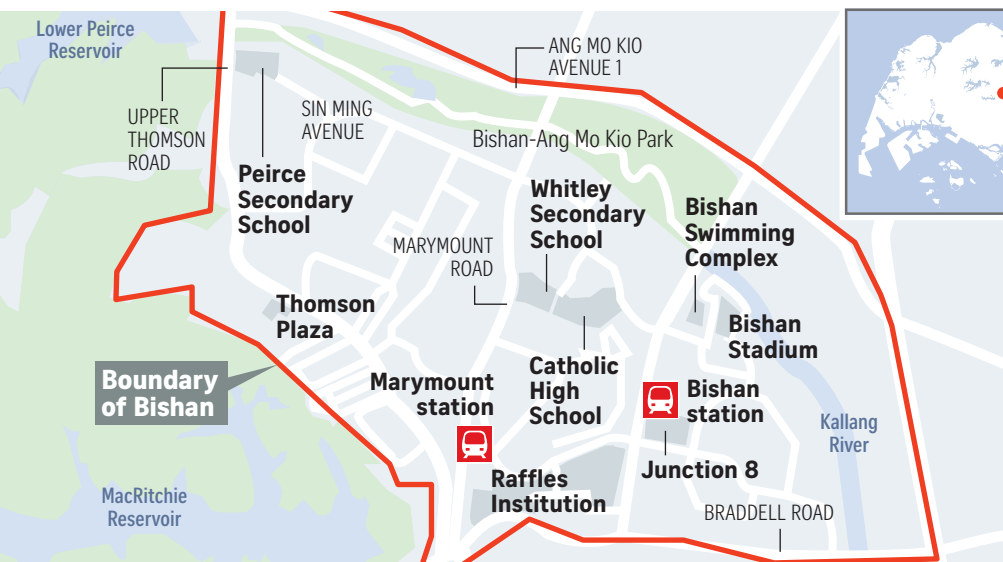 Lower Peirce
Reservoir
ANG MO KIO
AVENUE 1
UPPER
THOMSON
ROAD
SIN MING
AVENUE
Bishan-Ang Mo Kio Park
Peirce
Secondary
School
Whitley
Secondary
School
Bishan
Swimming
Complex
MARYMOUNT
ROAD
Thomson
Plaza
Bishan
Stadium
Boundary
of Bishan
Marymount
station
Catholic
High
School
Bishan
station
Kallang
River
Junction 8
Raffles
Institution
MacRitchie
Reservoir
BRADDELL ROAD